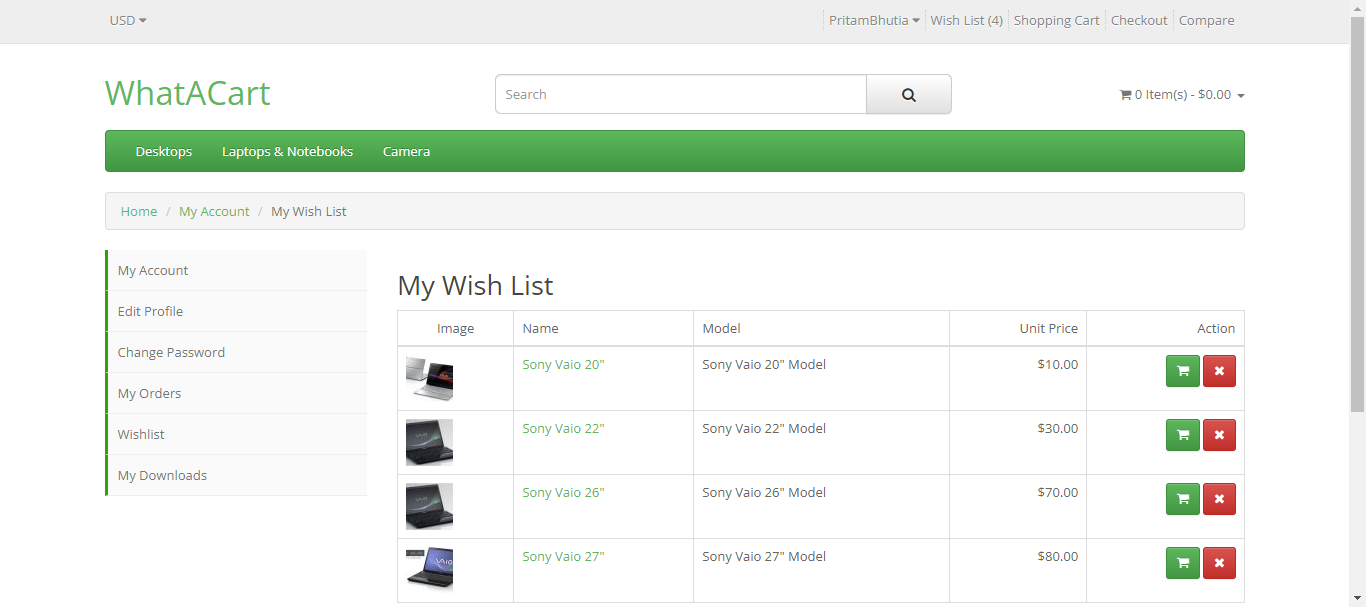 USD
PritamBhutia
Wish List (4)
Shopping Cart
Checkout
Compare
WhatACart
Search
0 Item(s) - $0.00
Desktops
Laptops & Notebooks
Camera
Home / My Account / My Wish List
My Account
Edit Profile
Change Password
My Orders
Wishlist
My Downloads
My Wish List
Image Name Model Unit Price Action
Sony Vaio 20" Sony Vaio 20" Model $10.00
Sony Vaio 22" Sony Vaio 22" Model $30.00
Sony Vaio 26" Sony Vaio 26" Model $70.00
Sony Vaio 27" Sony Vaio 27" Model $80.00